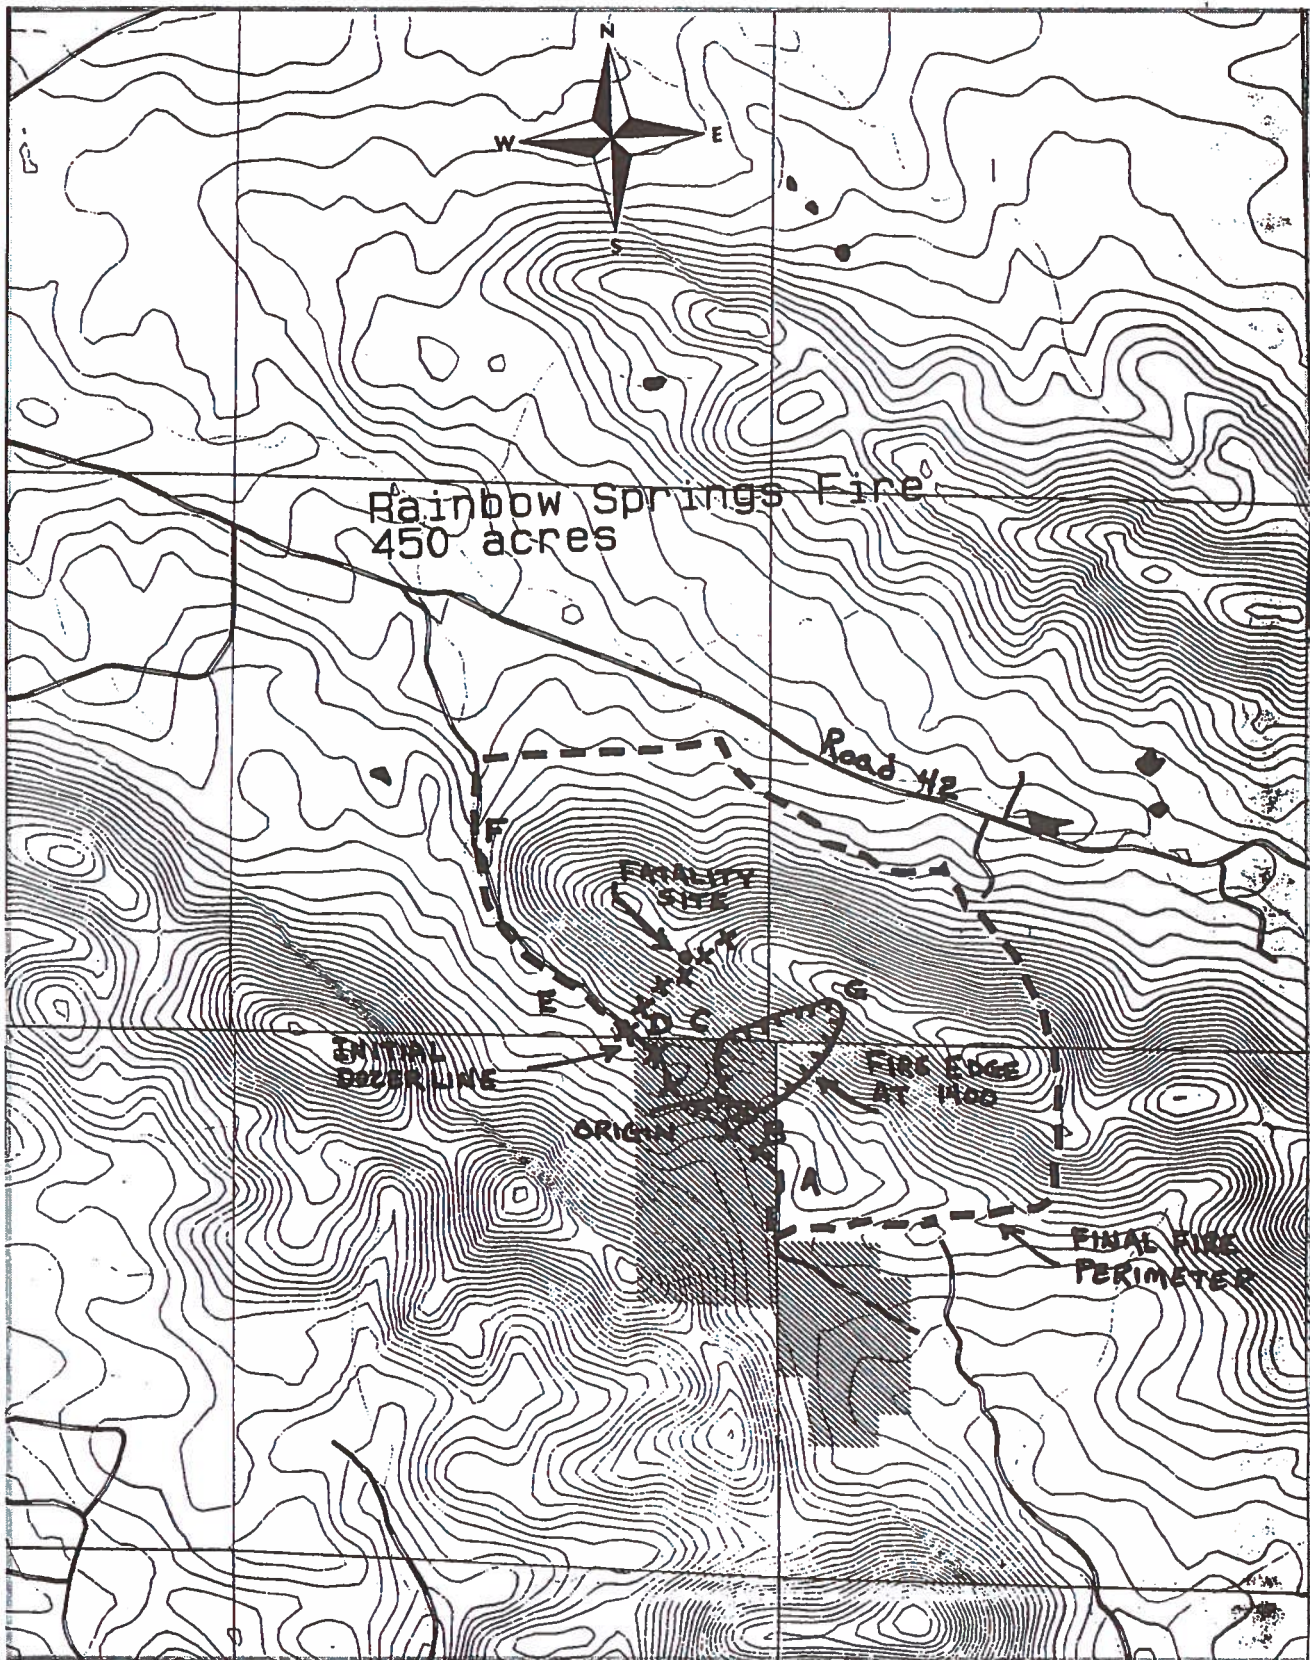 N
W E
S
Rainbow Springs Fire
450 acres
Road H2
F
FATALITY
SITE
E
D C
G
INITIAL
DOZER LINE
FIRE EDGE
AT 1400
ORIGIN
B
A
FINAL FIRE
PERIMETER